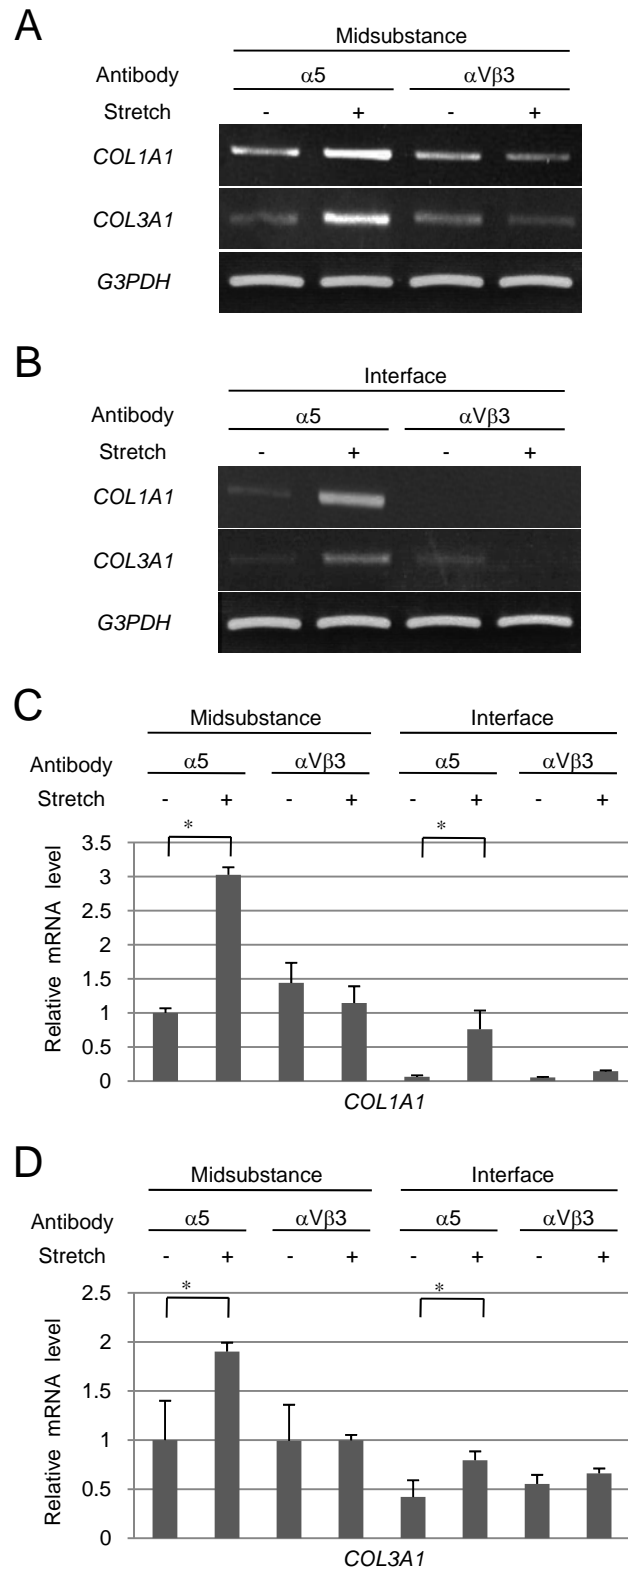 A
Midsubstance
Antibody α5 αVβ3
Stretch - + - +
COL1A1
COL3A1
G3PDH
B
Interface
Antibody α5 αVβ3
Stretch - + - +
COL1A1
COL3A1
G3PDH
C
Midsubstance Interface
Antibody α5 αVβ3 α5 αVβ3
Stretch - + - + - + - +
* *
Relative mRNA level
3.5
3
2.5
2
1.5
1
0.5
0
COL1A1
D
Midsubstance Interface
Antibody α5 αVβ3 α5 αVβ3
Stretch - + - + - + - +
* *
Relative mRNA level
2.5
2
1.5
1
0.5
0
COL3A1